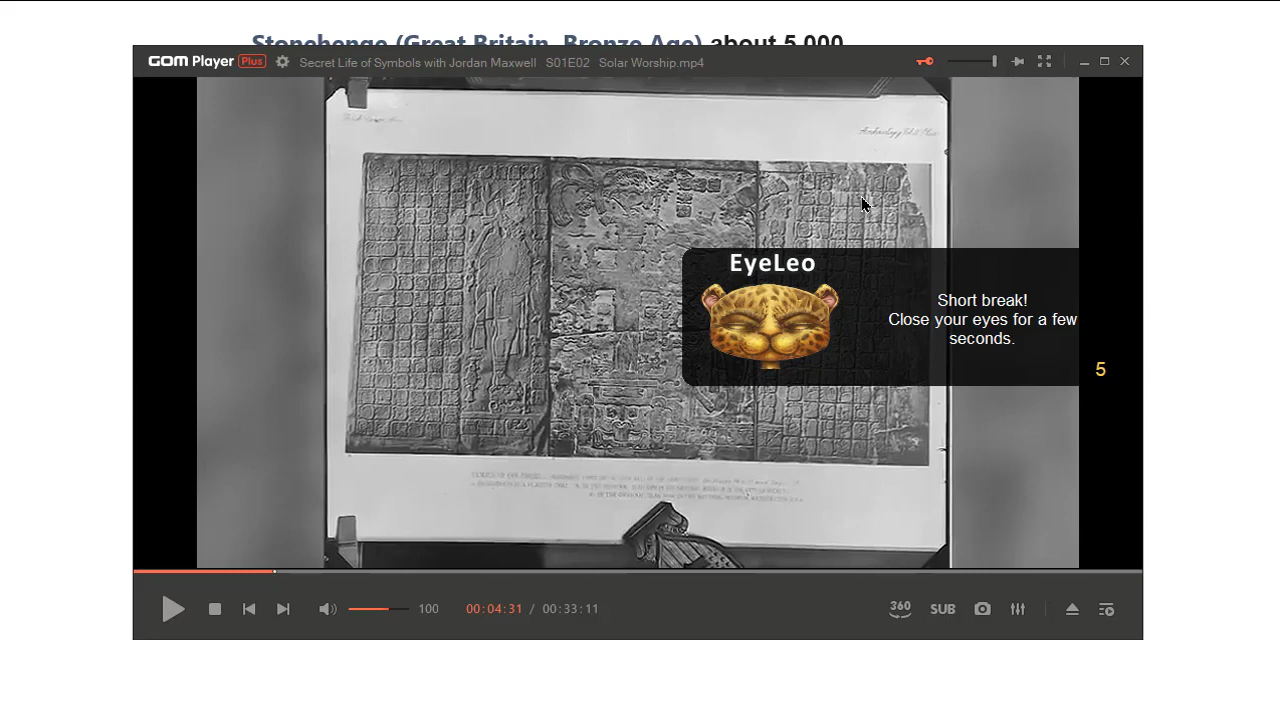 Stonehenge (Great Britain, Bronze Age) about 5,000
GOM Player Plus Secret Life of Symbols with Jordan Maxwell S01E02 Solar Worship.mp4
EyeLeo
Short break!
Close your eyes for a few
seconds.
5
100 00:04:31 / 00:33:11 360 SUB